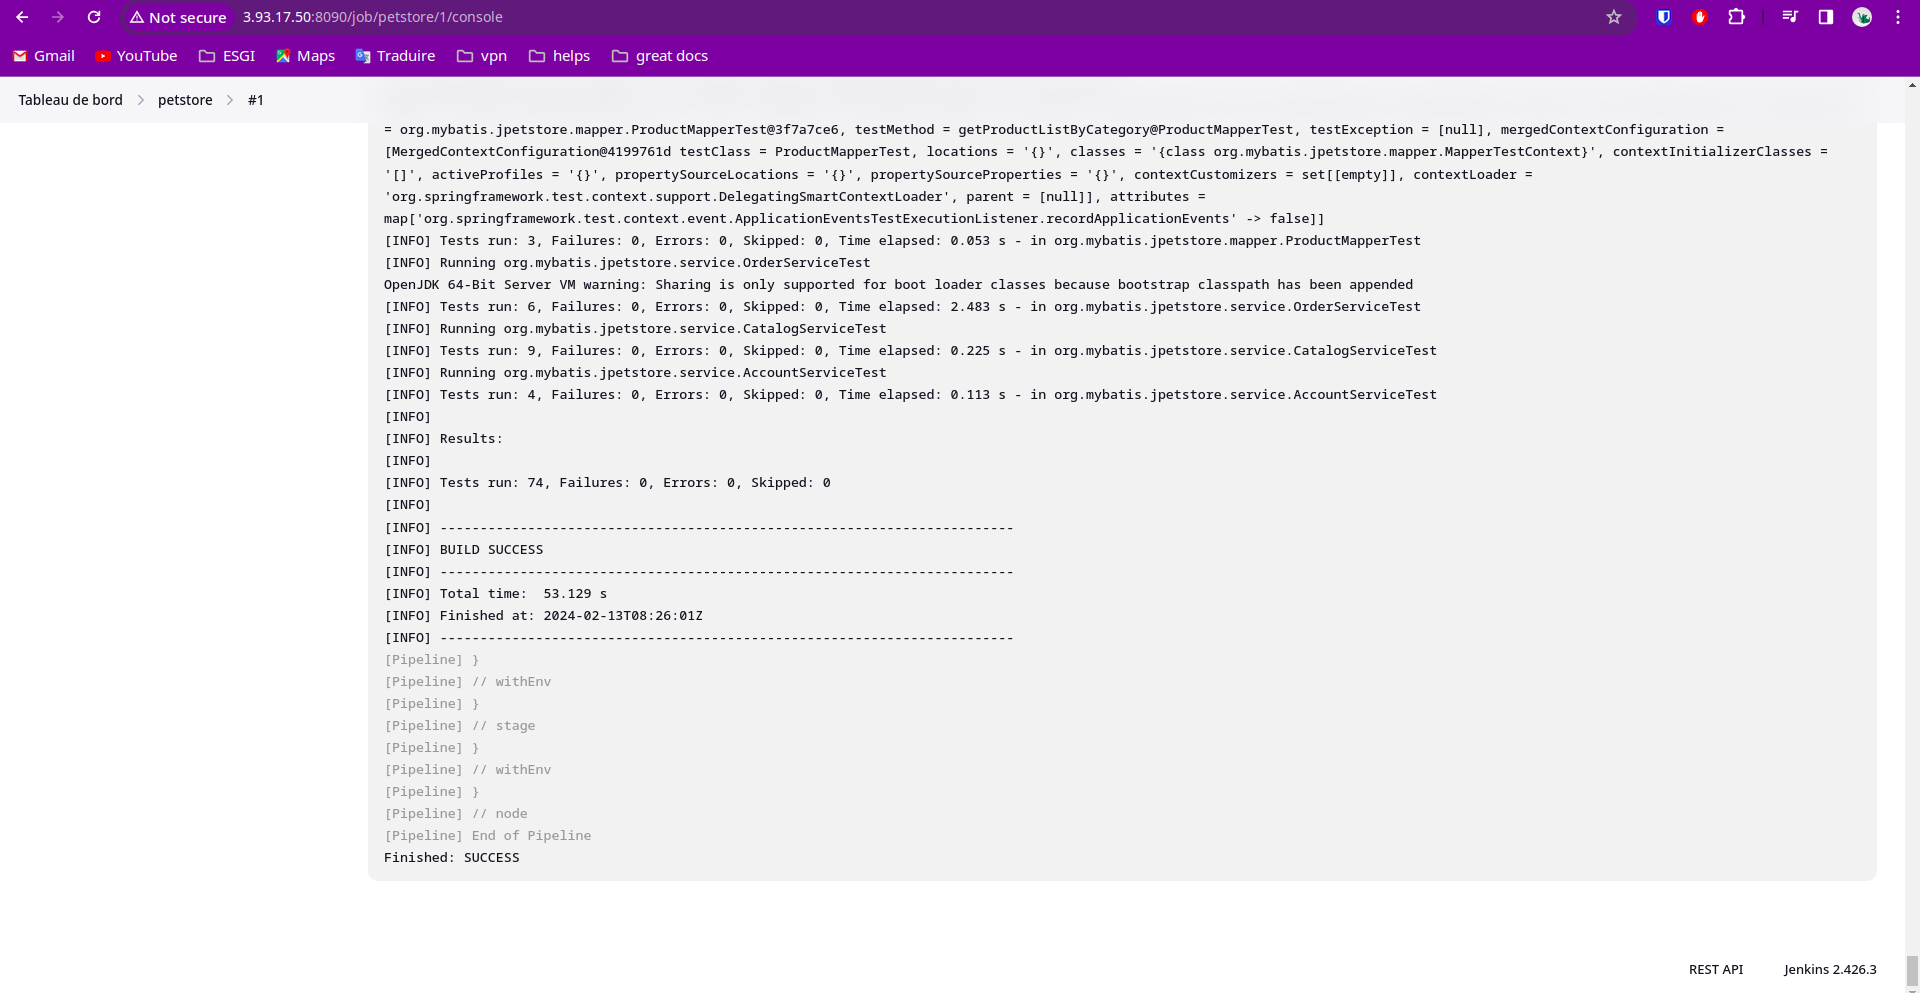 Not secure 3.93.17.50:8090/job/petstore/1/console
Gmail YouTube ESGI Maps Traduire vpn helps great docs
Tableau de bord petstore #1
= org.mybatis.jpetstore.mapper.ProductMapperTest@3f7a7ce6, testMethod = getProductListByCategory@ProductMapperTest, testException = [null], mergedContextConfiguration =
[MergedContextConfiguration@4199761d testClass = ProductMapperTest, locations = '{}', classes = '{class org.mybatis.jpetstore.mapper.MapperTestContext}', contextInitializerClasses =
'[]', activeProfiles = '{}', propertySourceLocations = '{}', propertySourceProperties = '{}', contextCustomizers = set[[empty]], contextLoader =
'org.springframework.test.context.support.DelegatingSmartContextLoader', parent = [null]], attributes =
map['org.springframework.test.context.event.ApplicationEventsTestExecutionListener.recordApplicationEvents' -> false]]
[INFO] Tests run: 3, Failures: 0, Errors: 0, Skipped: 0, Time elapsed: 0.053 s - in org.mybatis.jpetstore.mapper.ProductMapperTest
[INFO] Running org.mybatis.jpetstore.service.OrderServiceTest
OpenJDK 64-Bit Server VM warning: Sharing is only supported for boot loader classes because bootstrap classpath has been appended
[INFO] Tests run: 6, Failures: 0, Errors: 0, Skipped: 0, Time elapsed: 2.483 s - in org.mybatis.jpetstore.service.OrderServiceTest
[INFO] Running org.mybatis.jpetstore.service.CatalogServiceTest
[INFO] Tests run: 9, Failures: 0, Errors: 0, Skipped: 0, Time elapsed: 0.225 s - in org.mybatis.jpetstore.service.CatalogServiceTest
[INFO] Running org.mybatis.jpetstore.service.AccountServiceTest
[INFO] Tests run: 4, Failures: 0, Errors: 0, Skipped: 0, Time elapsed: 0.113 s - in org.mybatis.jpetstore.service.AccountServiceTest
[INFO]
[INFO] Results:
[INFO]
[INFO] Tests run: 74, Failures: 0, Errors: 0, Skipped: 0
[INFO]
[INFO] ------------------------------------------------------------------------
[INFO] BUILD SUCCESS
[INFO] ------------------------------------------------------------------------
[INFO] Total time:  53.129 s
[INFO] Finished at: 2024-02-13T08:26:01Z
[INFO] ------------------------------------------------------------------------
[Pipeline] }
[Pipeline] // withEnv
[Pipeline] }
[Pipeline] // stage
[Pipeline] }
[Pipeline] // withEnv
[Pipeline] }
[Pipeline] // node
[Pipeline] End of Pipeline
Finished: SUCCESS
REST API Jenkins 2.426.3